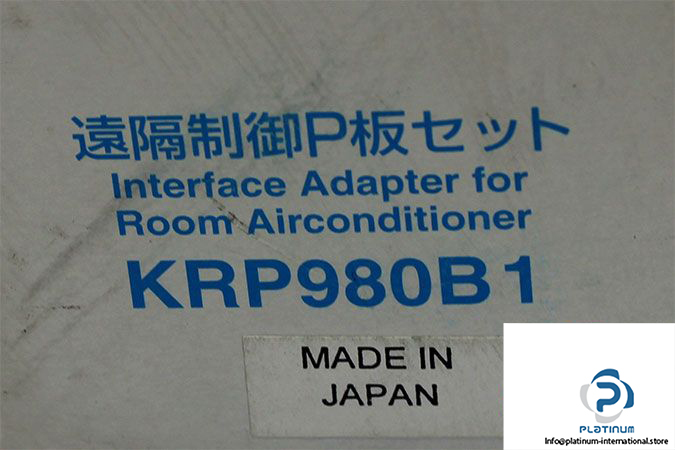 遠隔制御P板セット
Interface Adapter for
Room Airconditioner
KRP980B1
MADE IN
JAPAN
PLATINUM
Info@platinum-international.store